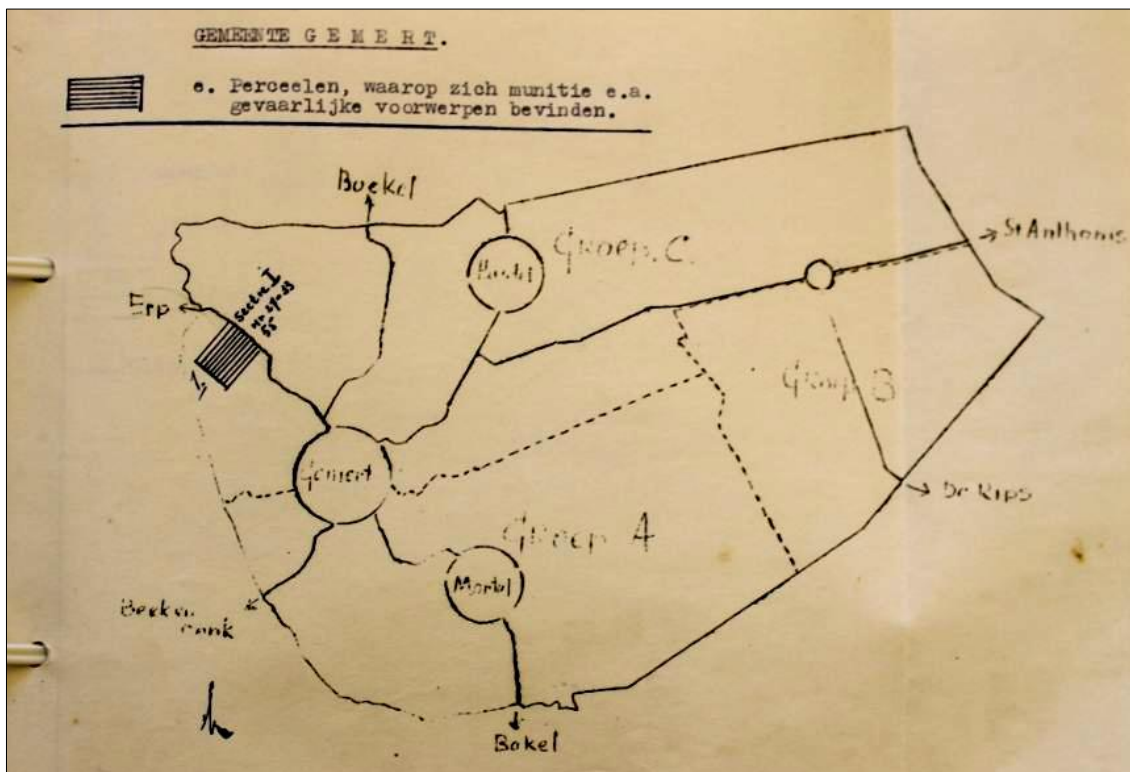 GEMEENTE G E M E R T.
e. Perceelen, waarop zich munitie e.a.
gevaarlijke voorwerpen bevinden.
Boekel
Groep. C.
St Anthonis
Handel
Erp
Sectie I
Groep B
Gemert
De Rips
Groep A
Mortel
Beek en
Donk
Bakel